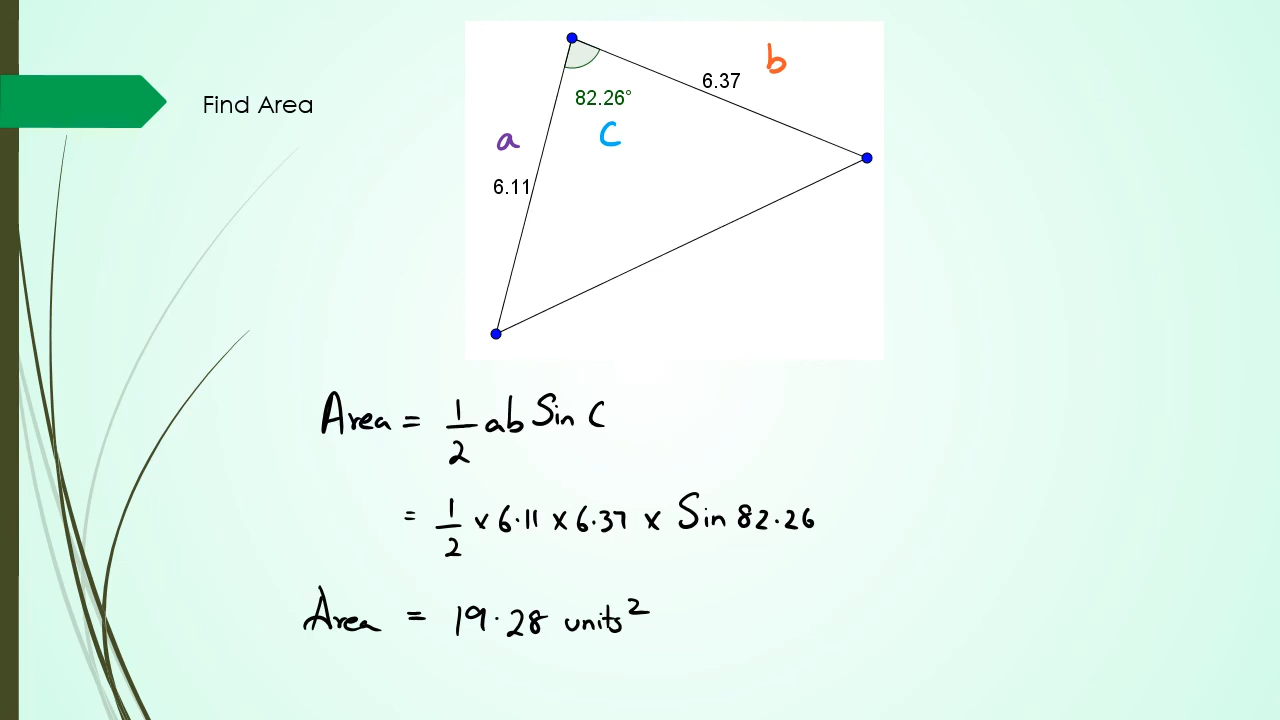 Find Area
b
6.37
82.26°
a
C
6.11
Area = 1/2 ab Sin C
= 1/2 × 6.11 × 6.37 × Sin 82.26
Area = 19.28 units²